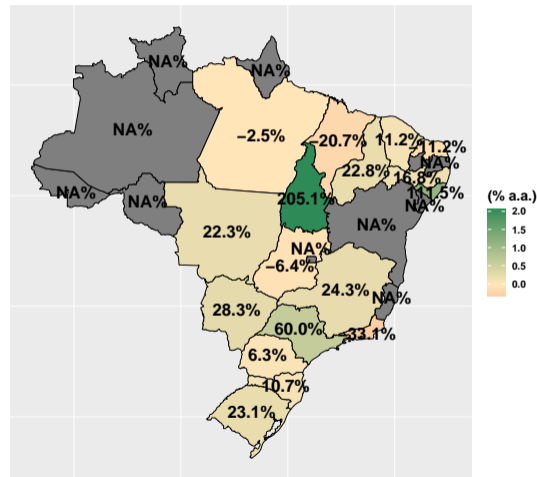 NA%
NA%
NA%
−2.5%
−20.7%
11.2%
−11.2%
NA%
22.8%
16.8%
111.5%
NA%
NA%
NA%
205.1%
NA%
22.3%
NA%
−6.4%
24.3%
NA%
28.3%
60.0%
−33.1%
6.3%
10.7%
23.1%
(% a.a.)
2.0
1.5
1.0
0.5
0.0